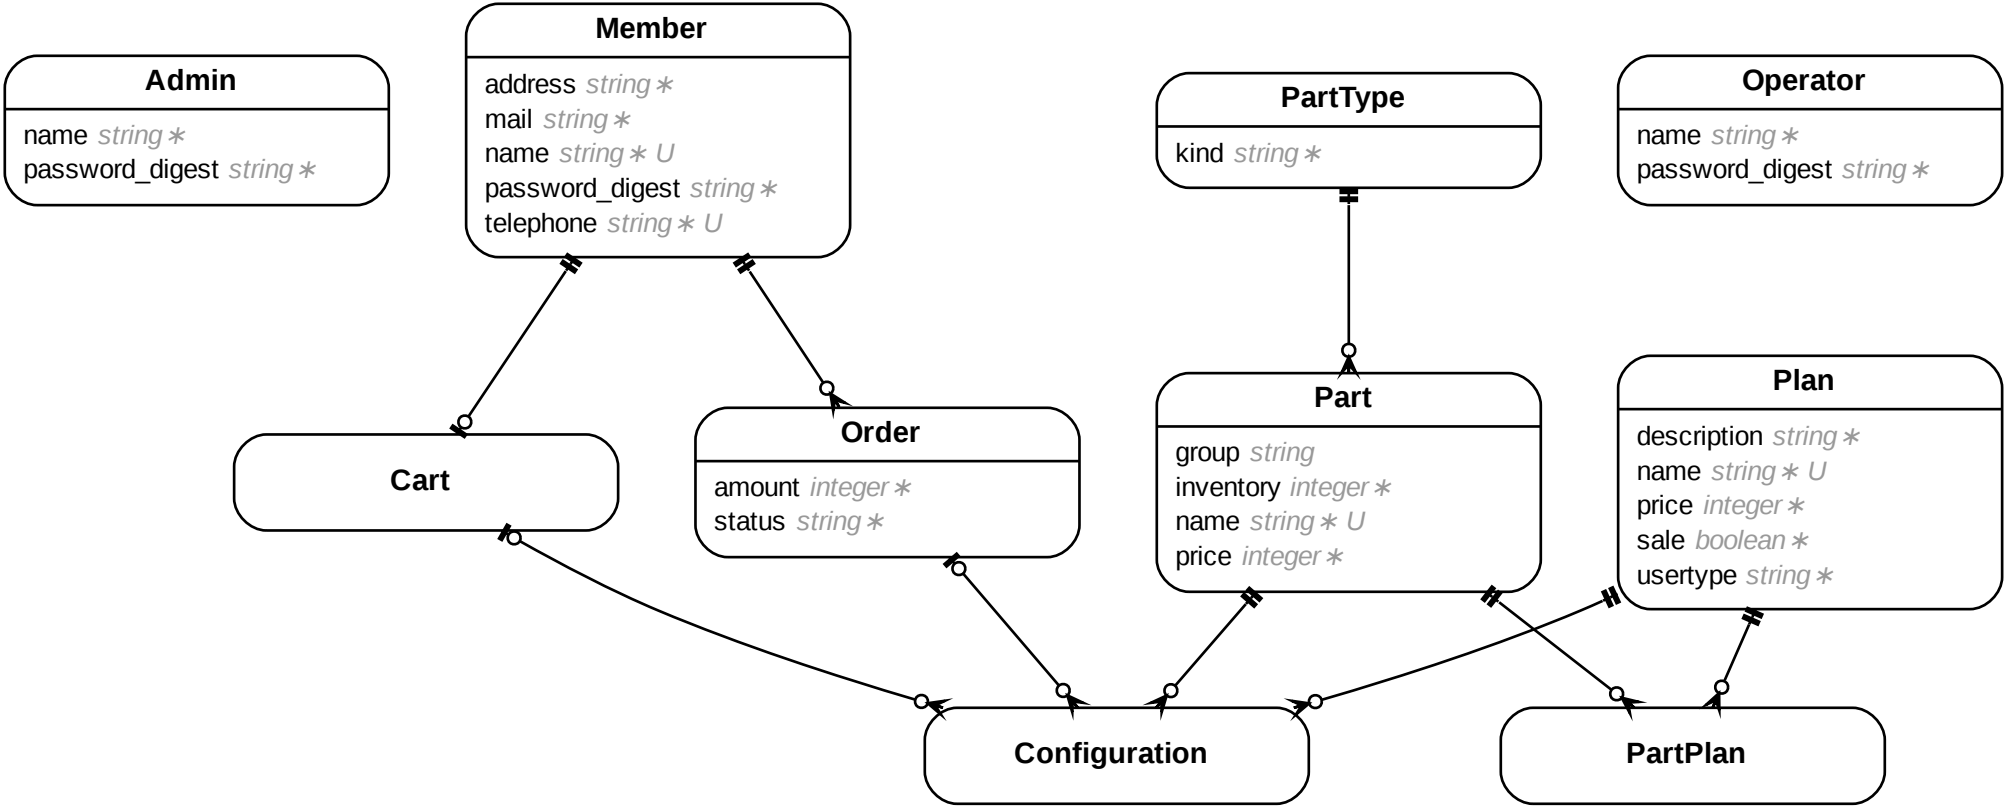 Admin
name string∗
password_digest string∗
Member
address string∗
mail string∗
name string∗ U
password_digest string∗
telephone string∗ U
PartType
kind string∗
Operator
name string∗
password_digest string∗
Cart
Order
amount integer∗
status string∗
Part
group string
inventory integer∗
name string∗ U
price integer∗
Plan
description string∗
name string∗ U
price integer∗
sale boolean∗
usertype string∗
Configuration
PartPlan